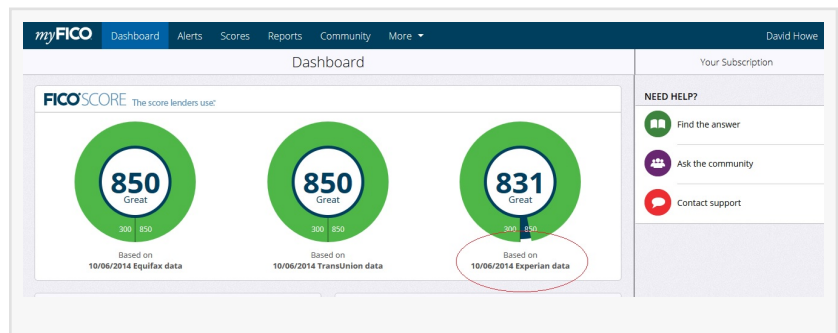 myFICO Dashboard Alerts Scores Reports Community More David Howe
Dashboard
Your Subscription
FICO® SCORE The score lenders use.®
NEED HELP?
Find the answer
Ask the community
Contact support
850
Great
300 850
Based on
10/06/2014 Equifax data
850
Great
300 850
Based on
10/06/2014 TransUnion data
831
Great
300 850
Based on
10/06/2014 Experian data